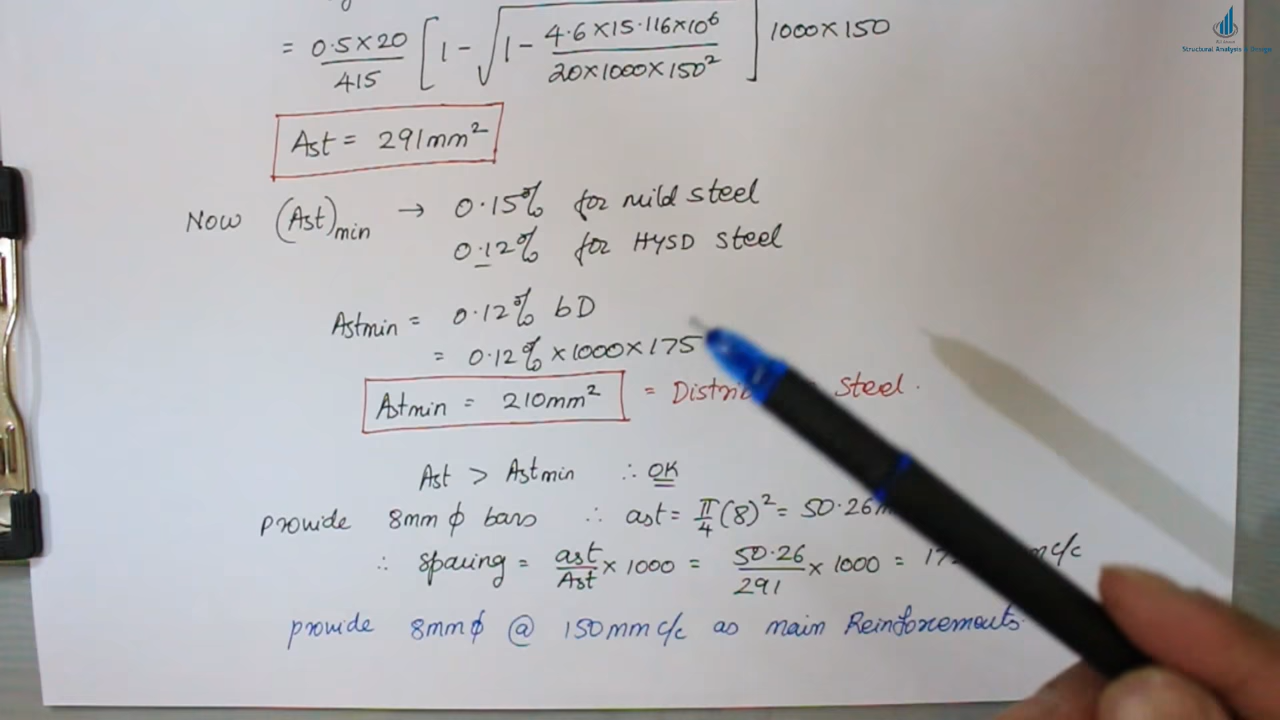 = 0.5×20/415 [1 - √(1 - 4.6×15.116×10⁶/20×1000×150²)] 1000×150
Structural Analysis & Design
Ast = 291mm²
Now (Ast)min → 0.15% for mild steel
0.12% for HYSD steel
Astmin = 0.12% bD
= 0.12% ×1000×175
Astmin = 210mm² = Steel.
Ast > Astmin ∴ OK
provide 8mm ϕ bars ∴ ast = π/4 (8)² = 50.26
∴ spacing = ast/Ast × 1000 = 50.26/291 × 1000 = c/c
provide 8mmϕ @ 150mm c/c as main Reinforcements.